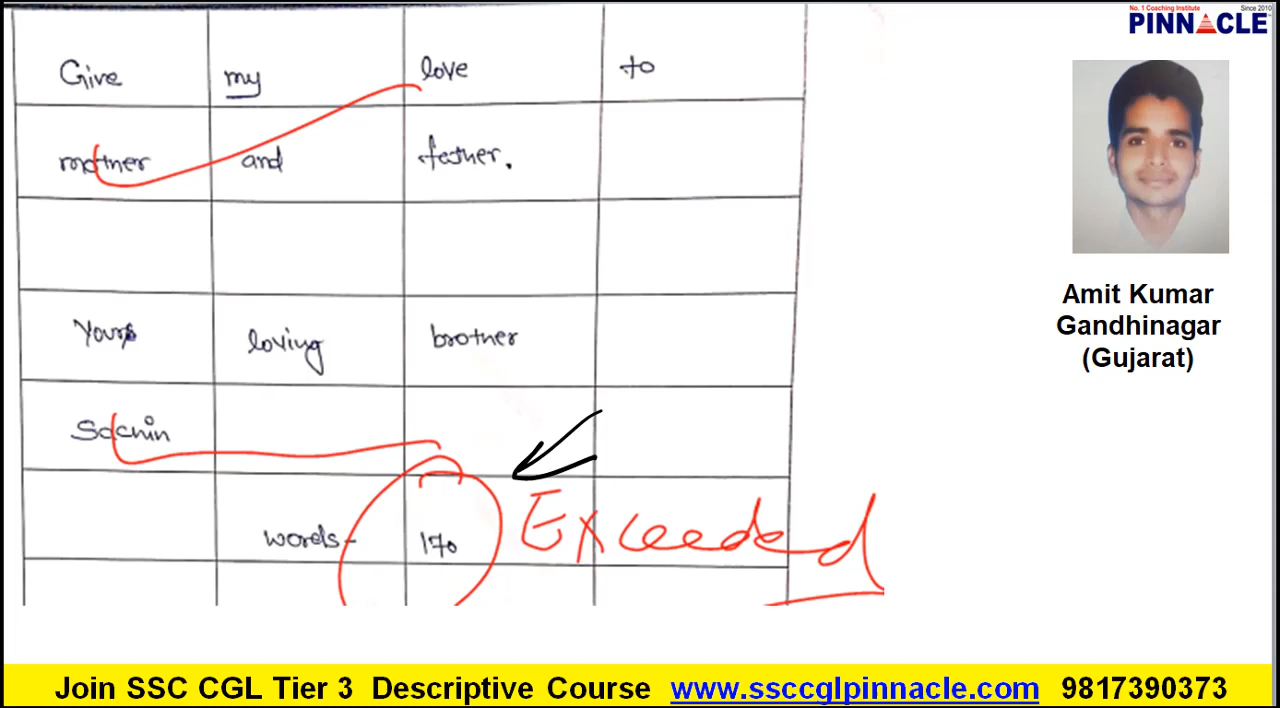 No. 1 Coaching Institute Since 2010
PINNACLE
Give my love to
mother and father.
Yours loving brother
Sachin
words- 170
Exceeded
Amit Kumar
Gandhinagar
(Gujarat)
Join SSC CGL Tier 3 Descriptive Course www.ssccglpinnacle.com 9817390373